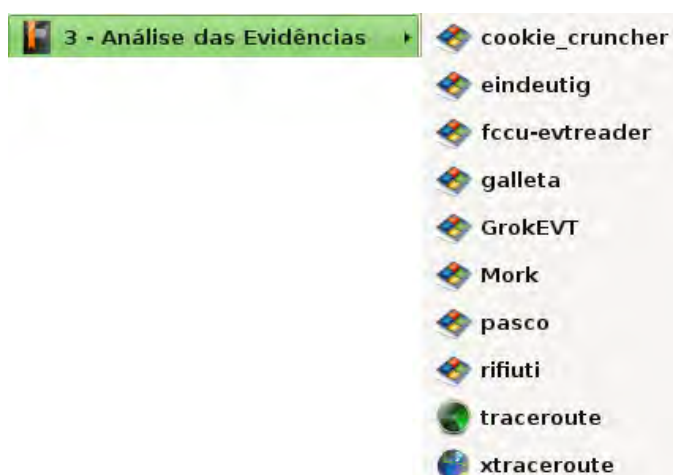 3 - Análise das Evidências
cookie_cruncher
eindeutig
fccu-evtreader
galleta
GrokEVT
Mork
pasco
rifiuti
traceroute
xtraceroute